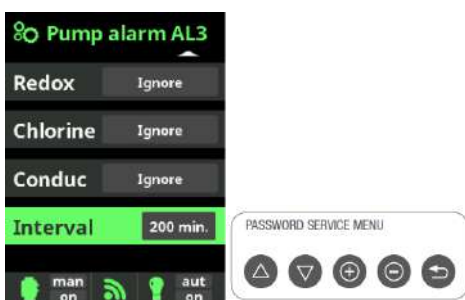 Pump alarm AL3
Redox Ignore
Chlorine Ignore
Conduc Ignore
Interval 200 min.
man on aut on
PASSWORD SERVICE MENU